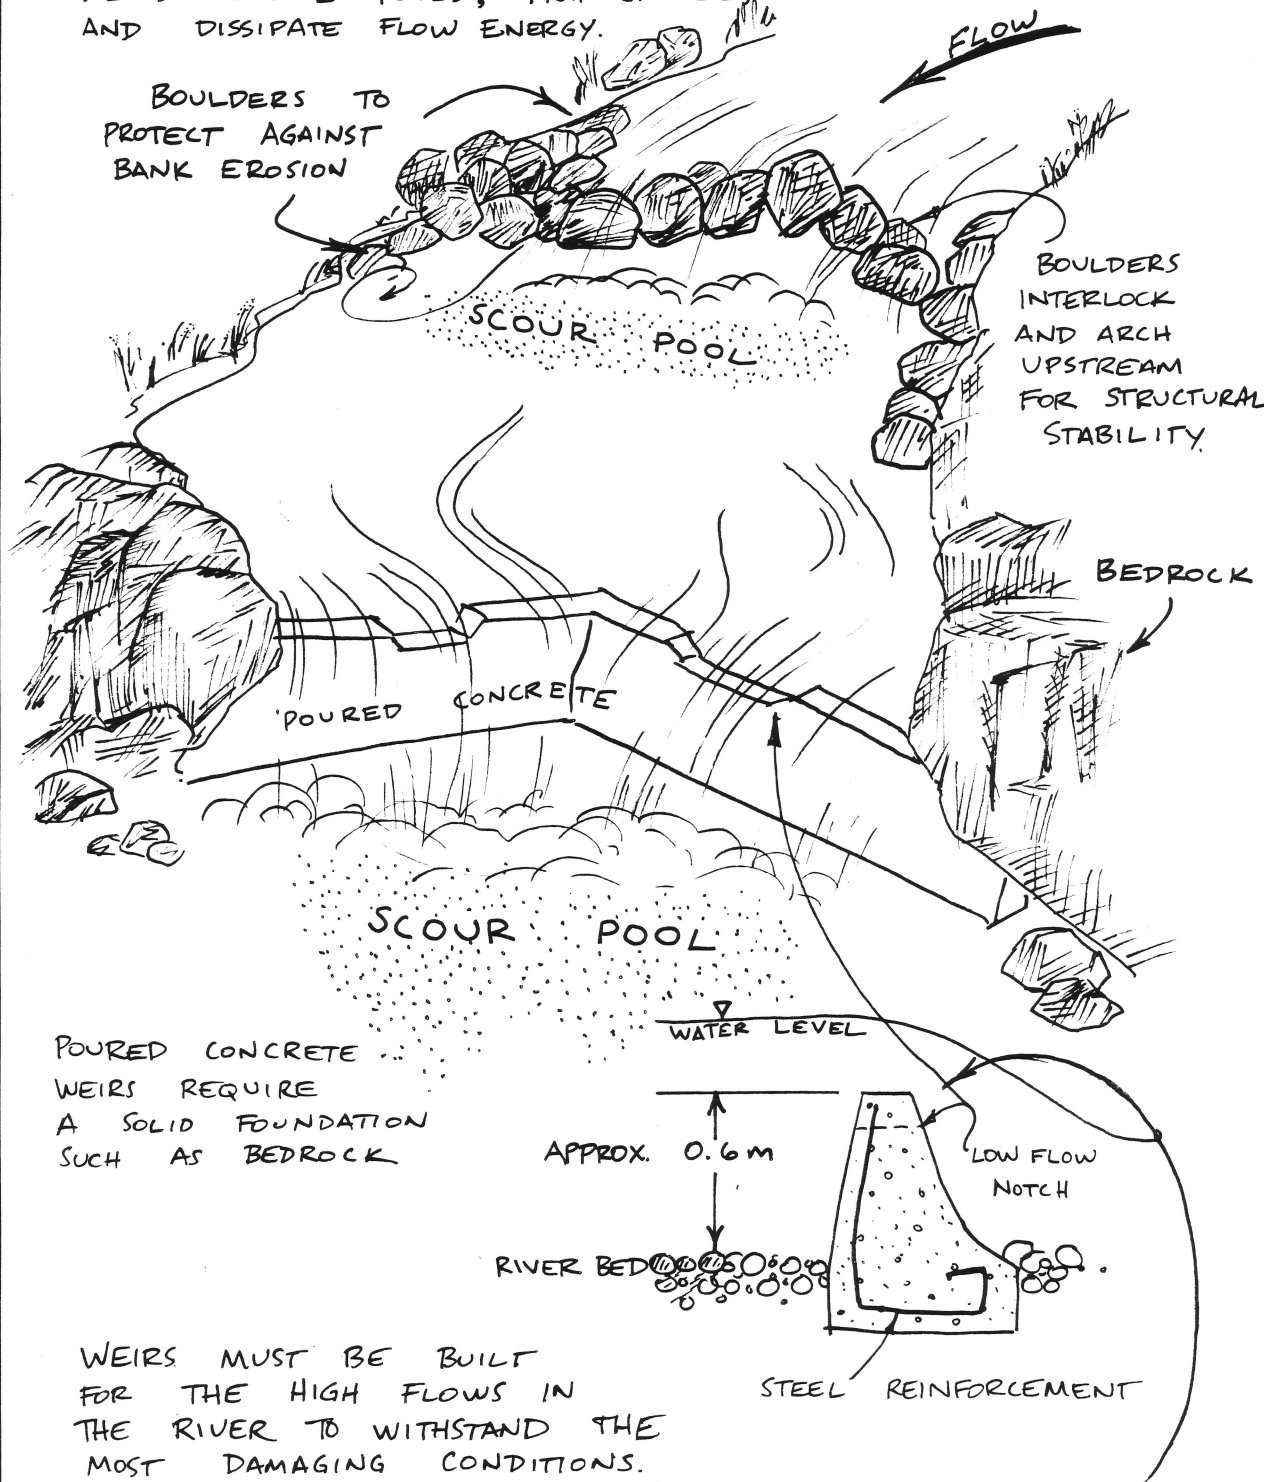 AND DISSIPATE FLOW ENERGY.
FLOW
BOULDERS TO
PROTECT AGAINST
BANK EROSION
BOULDERS
INTERLOCK
AND ARCH
UPSTREAM
FOR STRUCTURAL
STABILITY.
SCOUR POOL
BEDROCK
POURED CONCRETE
SCOUR POOL
WATER LEVEL
POURED CONCRETE
WEIRS REQUIRE
A SOLID FOUNDATION
SUCH AS BEDROCK
APPROX. 0.6m
LOW FLOW
NOTCH
RIVER BED
STEEL REINFORCEMENT
WEIRS MUST BE BUILT
FOR THE HIGH FLOWS IN
THE RIVER TO WITHSTAND THE
MOST DAMAGING CONDITIONS.